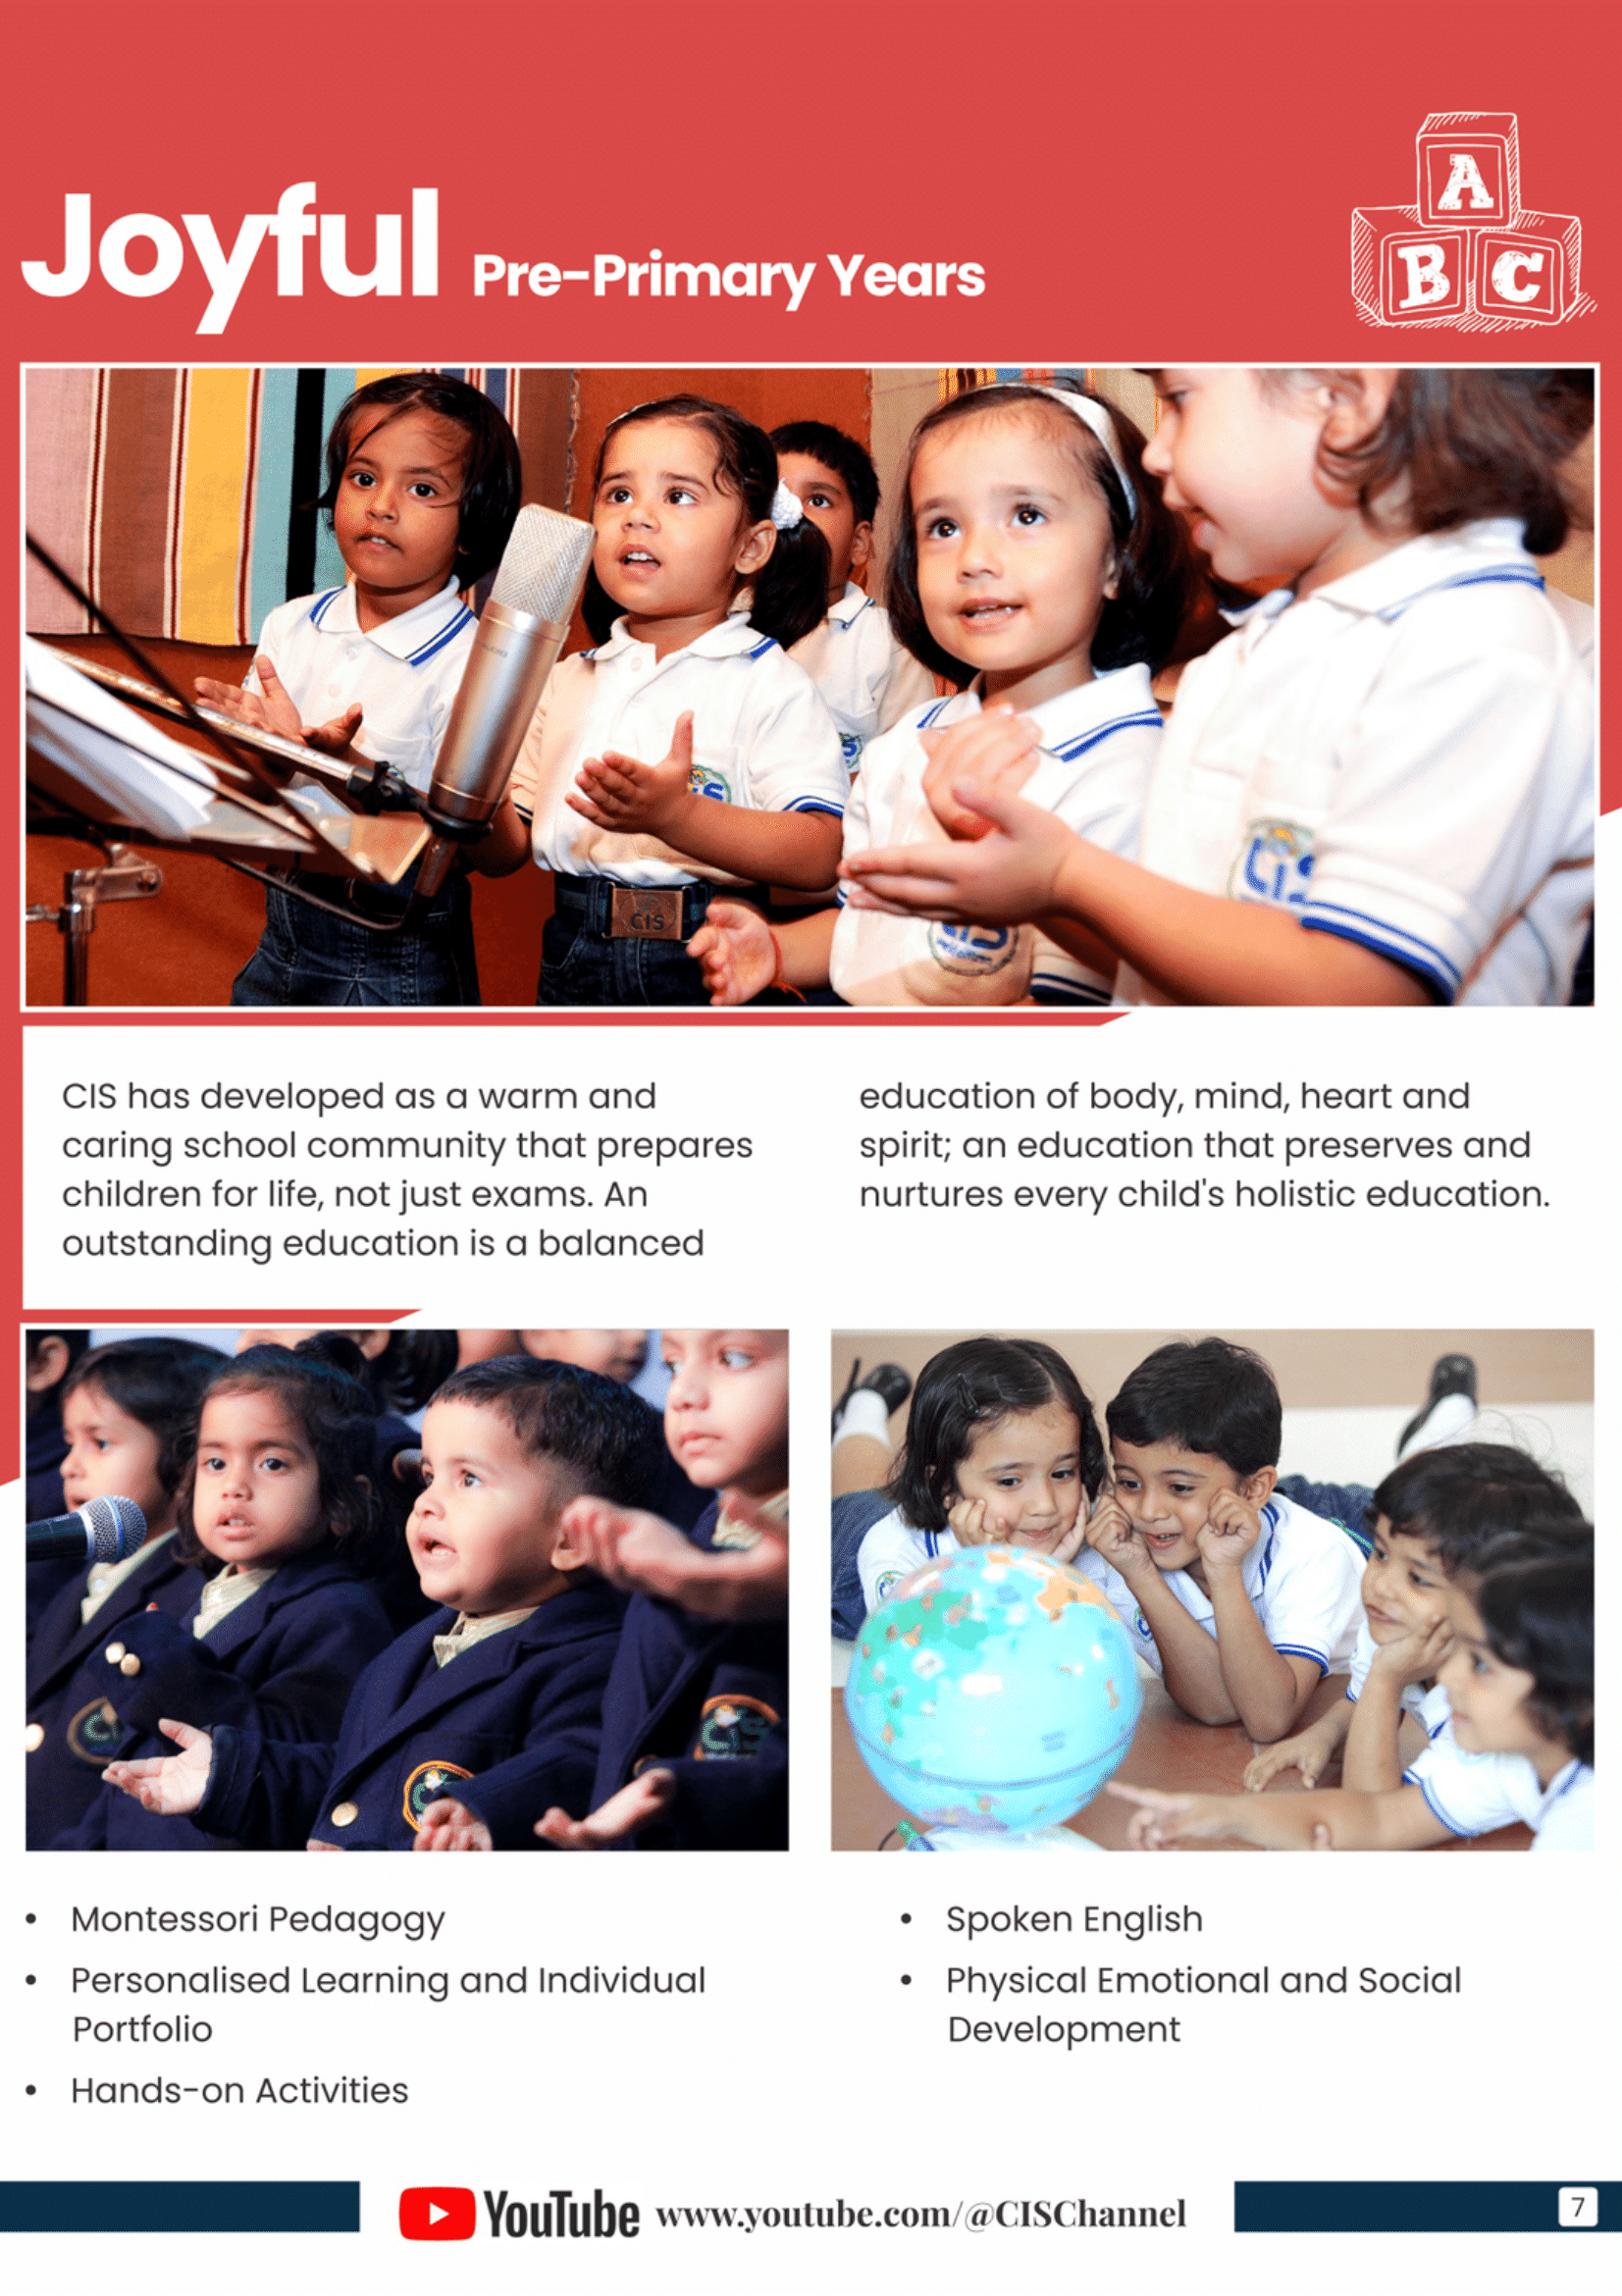 Joyful Pre-Primary Years
A
B C
CIS
CIS has developed as a warm and
caring school community that prepares
children for life, not just exams. An
outstanding education is a balanced
education of body, mind, heart and
spirit; an education that preserves and
nurtures every child's holistic education.
• Montessori Pedagogy
• Personalised Learning and Individual
Portfolio
• Hands-on Activities
• Spoken English
• Physical Emotional and Social
Development
YouTube www.youtube.com/@CISChannel
7